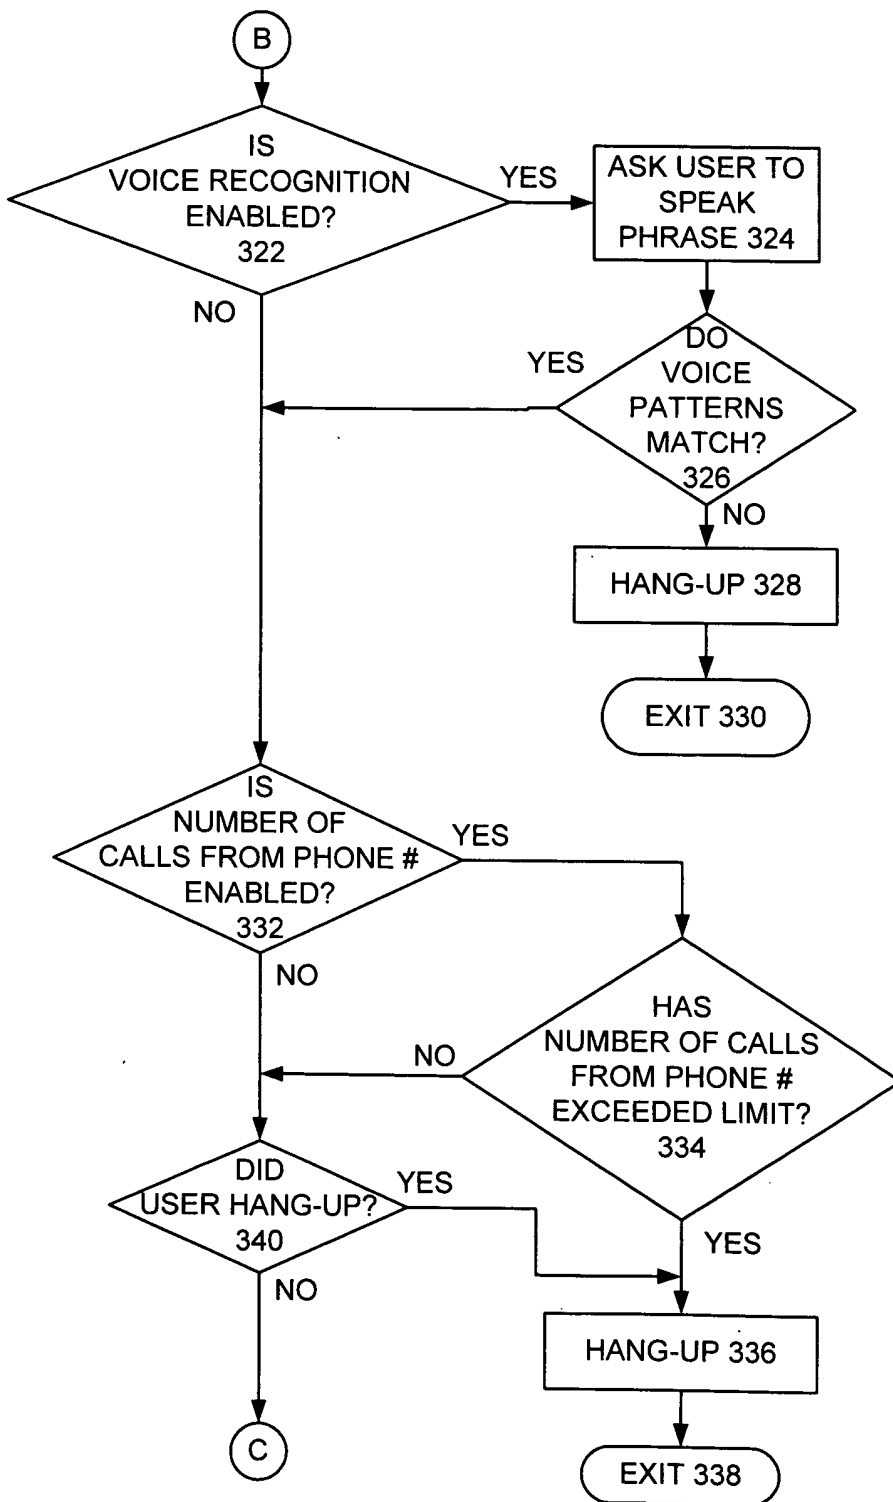 B
IS
VOICE RECOGNITION
ENABLED?
322
YES
NO
ASK USER TO
SPEAK
PHRASE 324
DO
VOICE
PATTERNS
MATCH?
326
YES
NO
HANG-UP 328
EXIT 330
IS
NUMBER OF
CALLS FROM PHONE #
ENABLED?
332
YES
NO
HAS
NUMBER OF CALLS
FROM PHONE #
EXCEEDED LIMIT?
334
NO
YES
DID
USER HANG-UP?
340
YES
NO
HANG-UP 336
EXIT 338
C